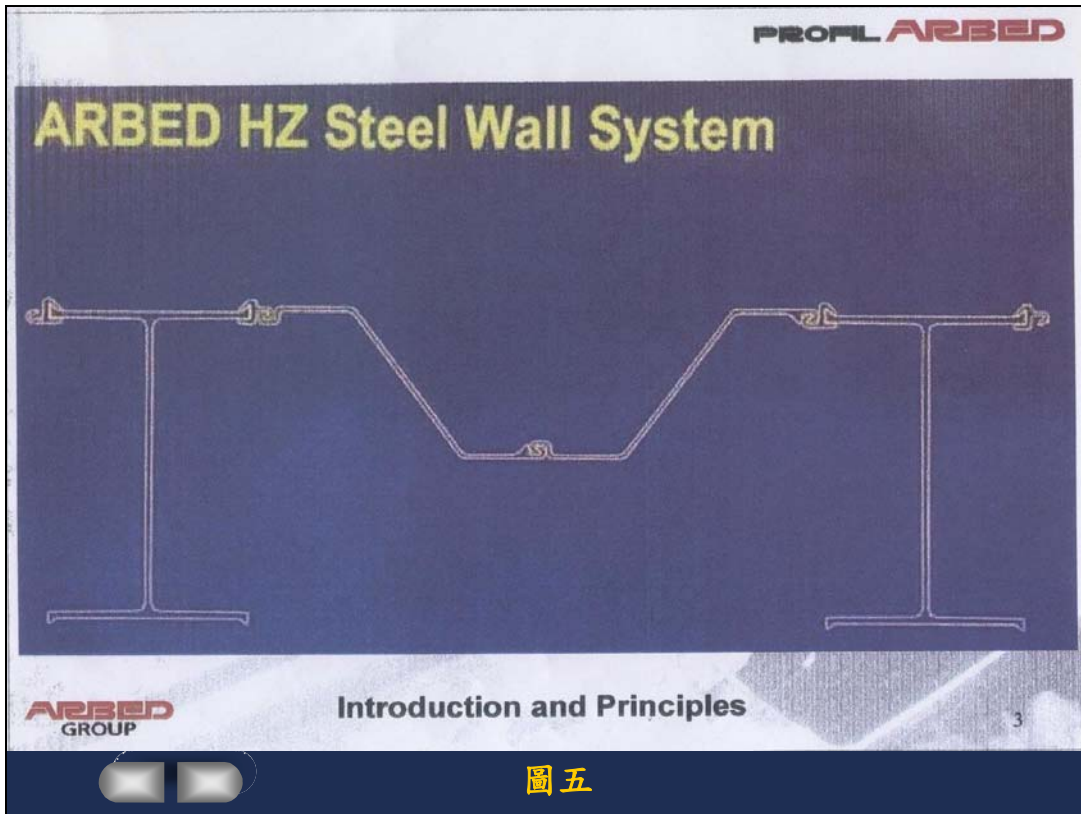 PROFIL ARBED
ARBED HZ Steel Wall System
ARBED
GROUP
Introduction and Principles
3
圖五